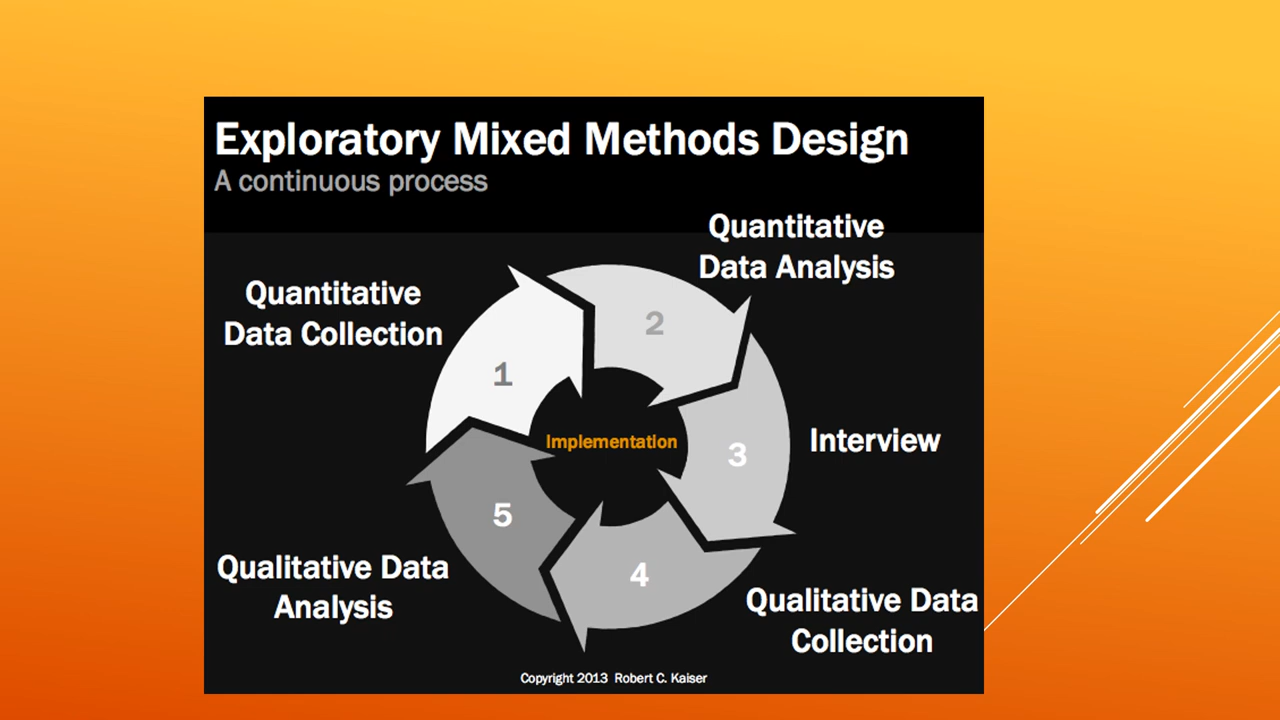 Exploratory Mixed Methods Design
A continuous process
Quantitative
Data Collection
1
Quantitative
Data Analysis
2
Interview
3
Qualitative Data
Collection
4
Qualitative Data
Analysis
5
Implementation
Copyright 2013 Robert C. Kaiser